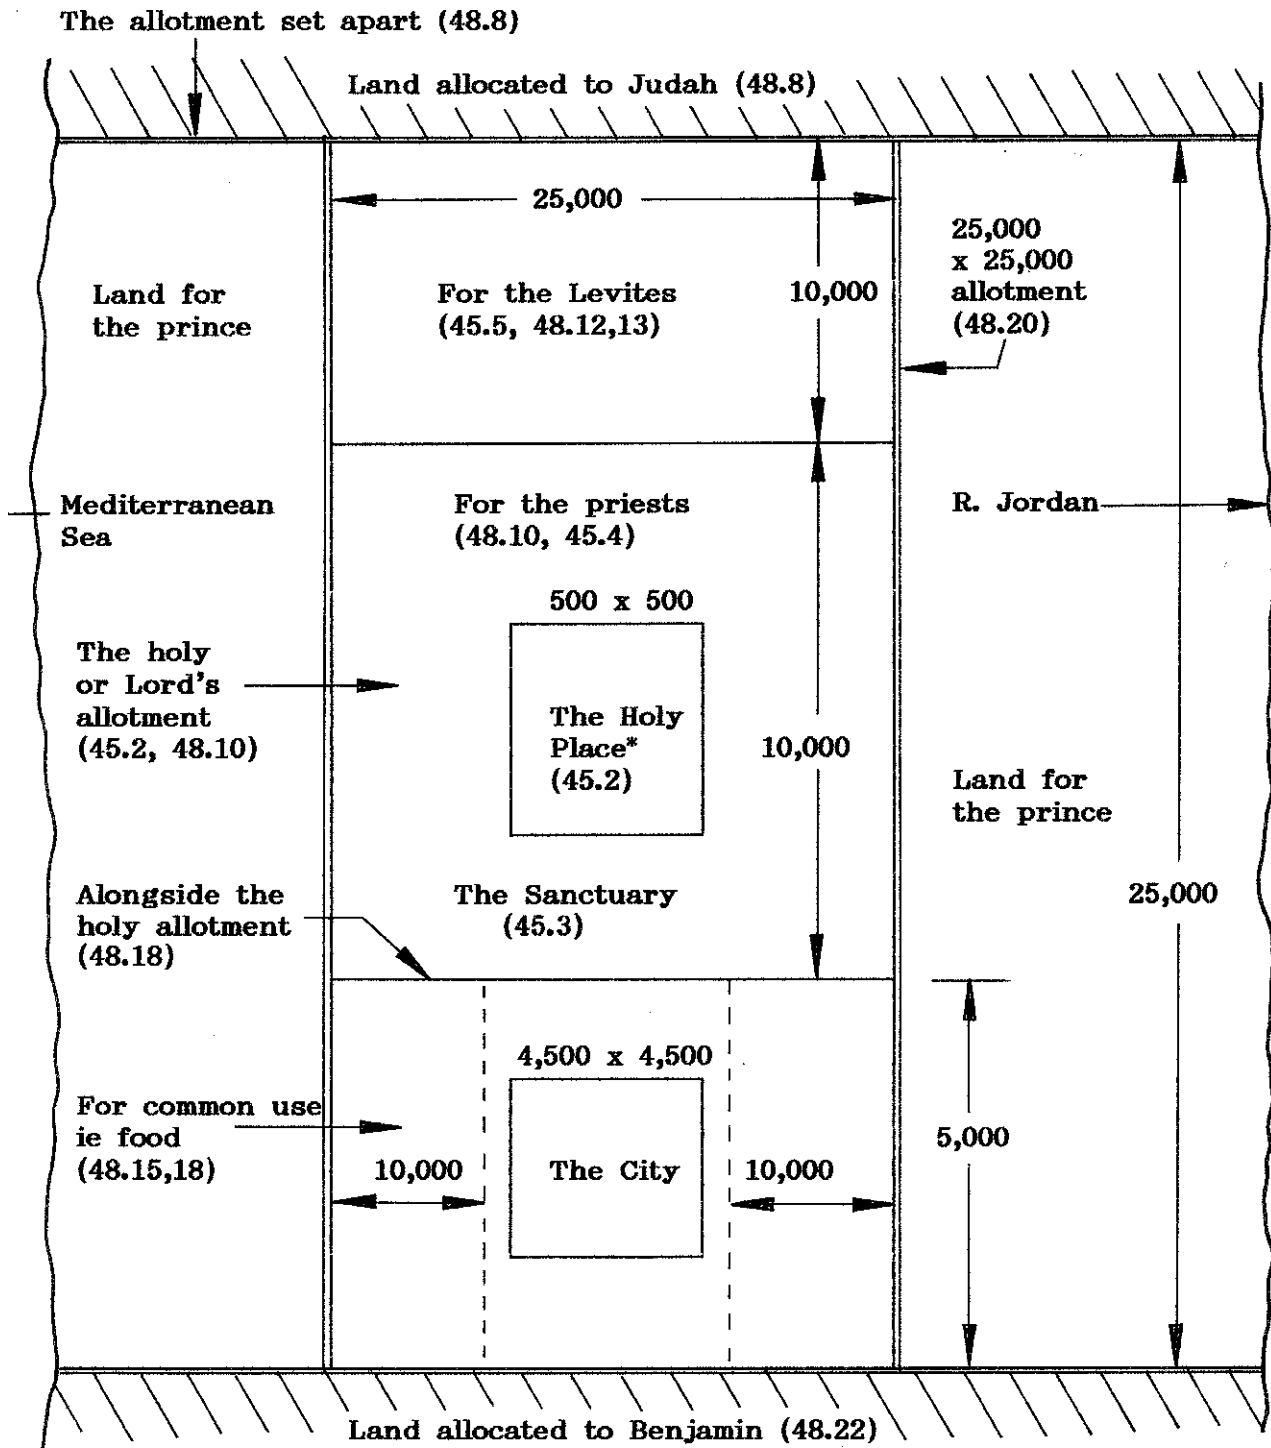 The allotment set apart (48.8)
Land allocated to Judah (48.8)
25,000
25,000
x 25,000
allotment
(48.20)
Land for
the prince
For the Levites
(45.5, 48.12,13)
10,000
Mediterranean
Sea
For the priests
(48.10, 45.4)
R. Jordan
500 x 500
The holy
or Lord's
allotment
(45.2, 48.10)
The Holy
Place*
(45.2)
10,000
Land for
the prince
Alongside the
holy allotment
(48.18)
The Sanctuary
(45.3)
25,000
4,500 x 4,500
For common use
ie food
(48.15,18)
10,000
The City
10,000
5,000
Land allocated to Benjamin (48.22)